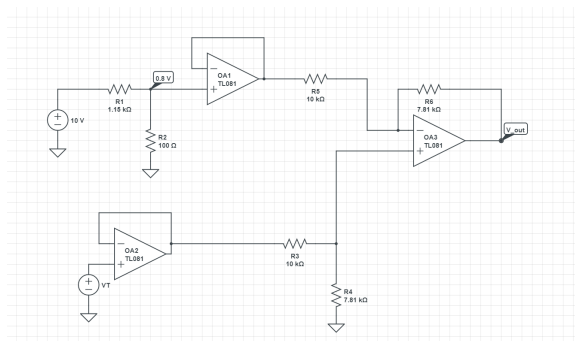 0.8 V
OA1
TL081
R1
1.15 kΩ
R5
10 kΩ
R6
7.81 kΩ
10 V
R2
100 Ω
OA3
TL081
V_out
OA2
TL081
R3
10 kΩ
VT
R4
7.81 kΩ